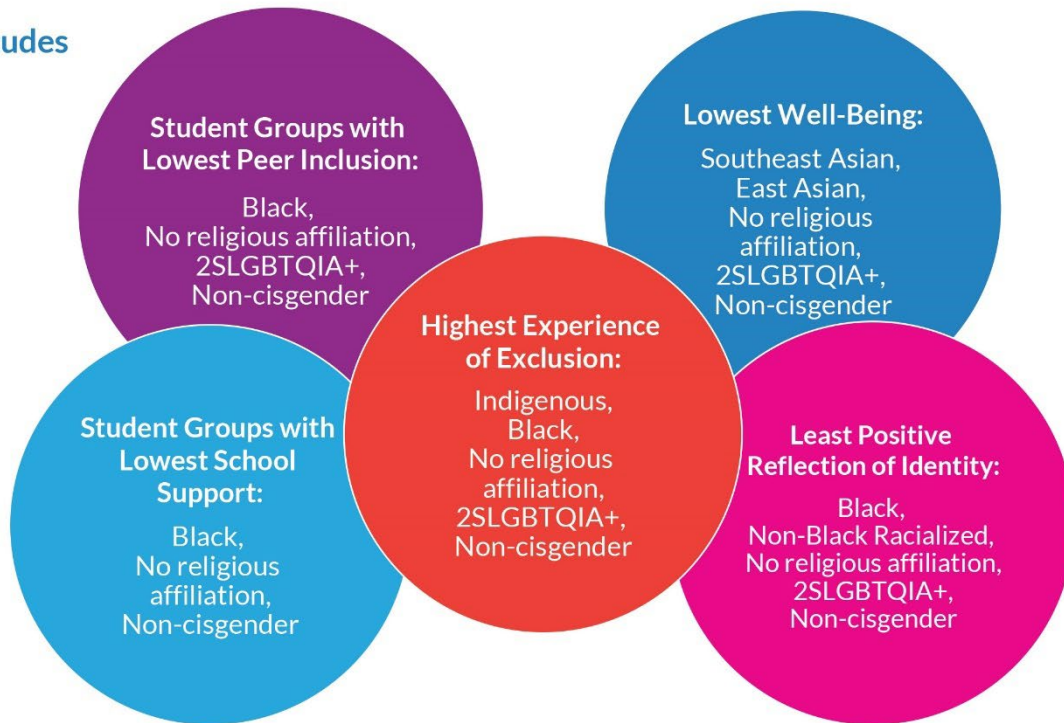 udes
Student Groups with
Lowest Peer Inclusion:
Black,
No religious affiliation,
2SLGBTQIA+,
Non-cisgender
Lowest Well-Being:
Southeast Asian,
East Asian,
No religious
affiliation,
2SLGBTQIA+,
Non-cisgender
Highest Experience
of Exclusion:
Indigenous,
Black,
No religious
affiliation,
2SLGBTQIA+,
Non-cisgender
Student Groups with
Lowest School
Support:
Black,
No religious
affiliation,
Non-cisgender
Least Positive
Reflection of Identity:
Black,
Non-Black Racialized,
No religious affiliation,
2SLGBTQIA+,
Non-cisgender